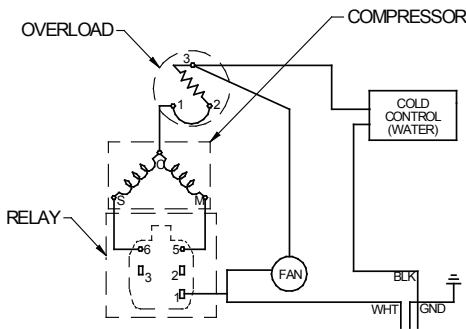 COMPRESSOR
OVERLOAD
3
1 2
COLD
CONTROL
(WATER)
C
S M
RELAY
6 5
3 2
1
FAN
BLK
WHT GND